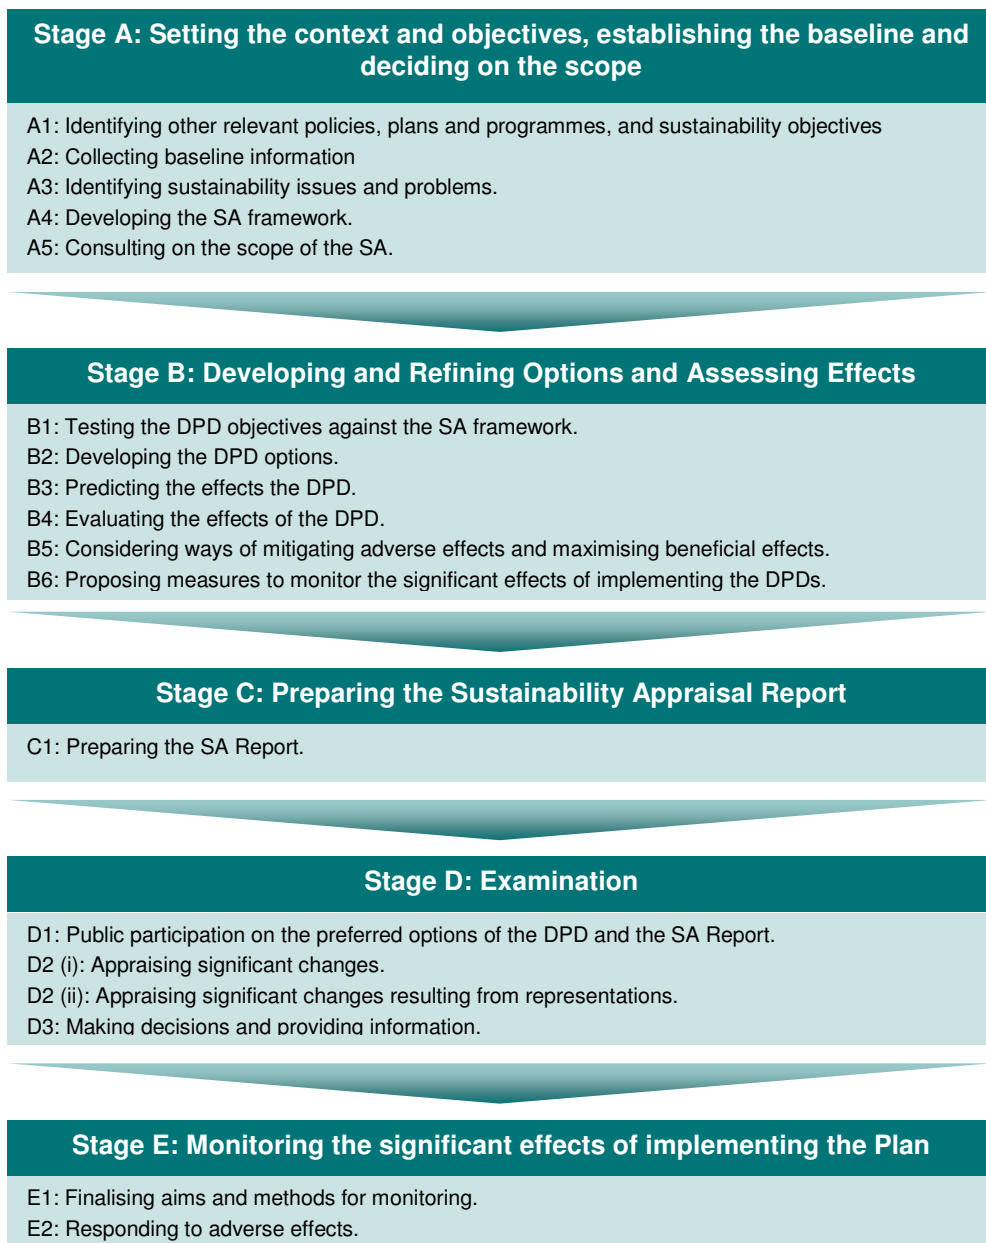 Stage A: Setting the context and objectives, establishing the baseline and
deciding on the scope
A1: Identifying other relevant policies, plans and programmes, and sustainability objectives
A2: Collecting baseline information
A3: Identifying sustainability issues and problems.
A4: Developing the SA framework.
A5: Consulting on the scope of the SA.
Stage B: Developing and Refining Options and Assessing Effects
B1: Testing the DPD objectives against the SA framework.
B2: Developing the DPD options.
B3: Predicting the effects the DPD.
B4: Evaluating the effects of the DPD.
B5: Considering ways of mitigating adverse effects and maximising beneficial effects.
B6: Proposing measures to monitor the significant effects of implementing the DPDs.
Stage C: Preparing the Sustainability Appraisal Report
C1: Preparing the SA Report.
Stage D: Examination
D1: Public participation on the preferred options of the DPD and the SA Report.
D2 (i): Appraising significant changes.
D2 (ii): Appraising significant changes resulting from representations.
D3: Making decisions and providing information.
Stage E: Monitoring the significant effects of implementing the Plan
E1: Finalising aims and methods for monitoring.
E2: Responding to adverse effects.